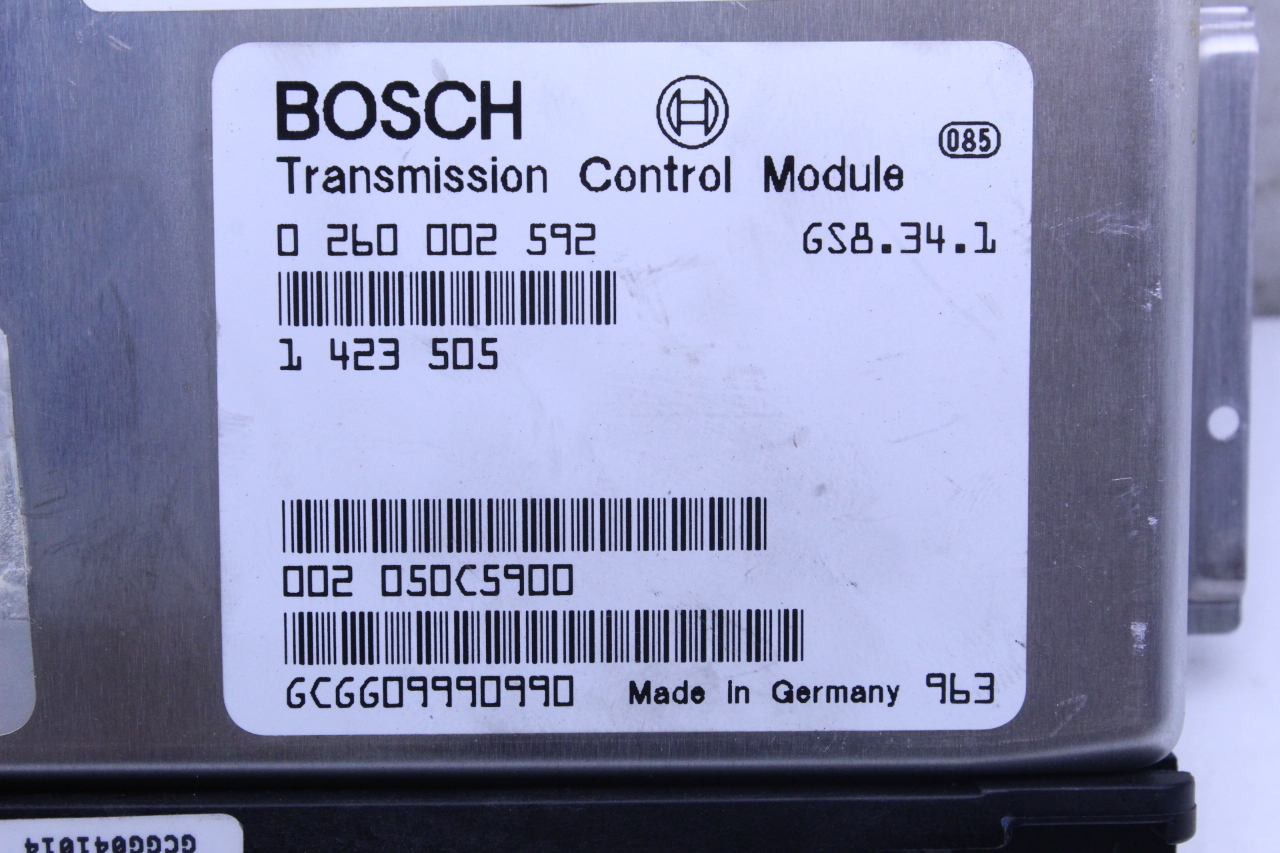 BOSCH
085
Transmission Control Module
0 260 002 592 GS8.34.1
1 423 505
002 050C5900
GCGG09990990 Made in Germany 963
GCGG041014